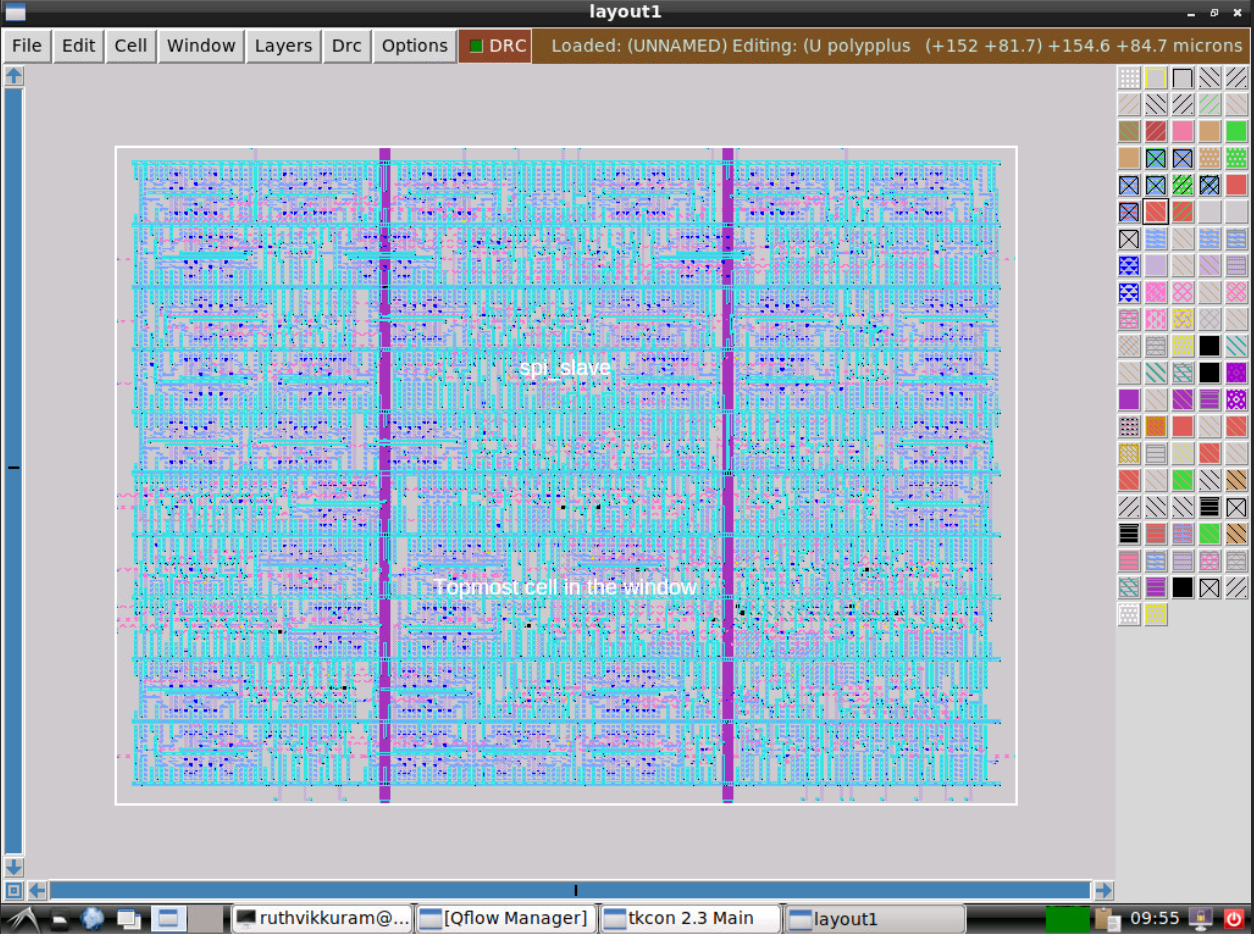 layout1
File Edit Cell Window Layers Drc Options DRC Loaded: (UNNAMED) Editing: (U polypplus (+152 +81.7) +154.6 +84.7 microns
spi_slave
Topmost cell in the window
ruthvikkuram@... [Qflow Manager] tkcon 2.3 Main layout1 09:55